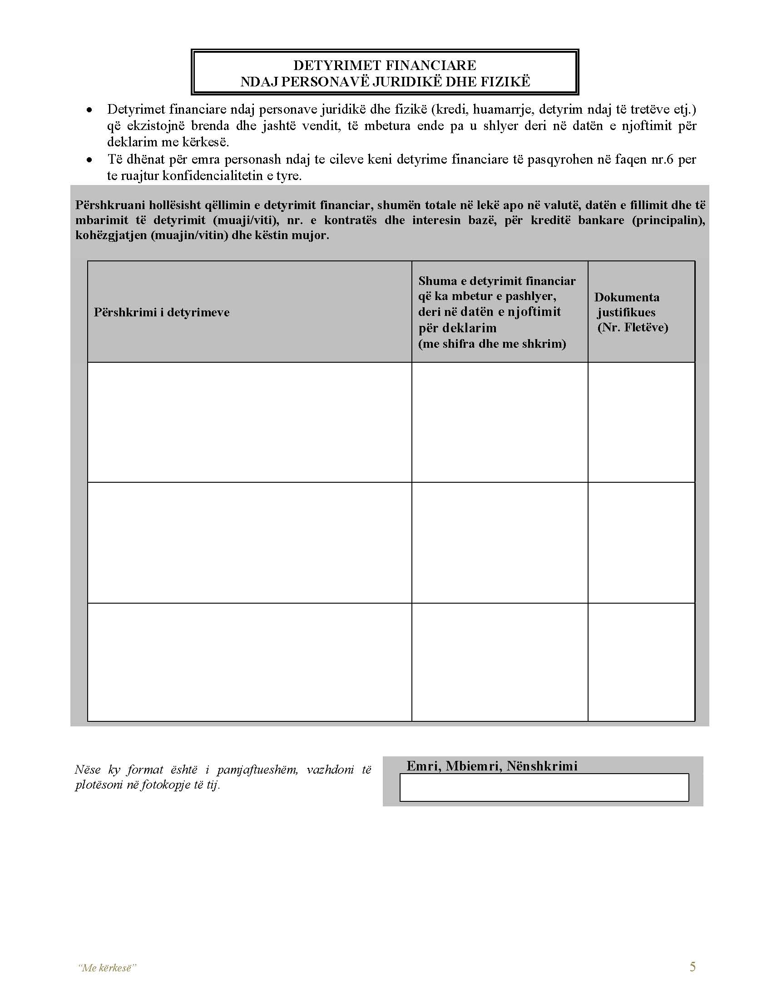 DETYRIMET FINANCIARE
NDAJ PERSONAVË JURIDIKË DHE FIZIKË
• Detyrimet financiare ndaj personave juridikë dhe fizikë (kredi, huamarrje, detyrim ndaj të tretëve etj.)
që ekzistojnë brenda dhe jashtë vendit, të mbetura ende pa u shlyer deri në datën e njoftimit për
deklarim me kërkesë.
• Të dhënat për emra personash ndaj te cileve keni detyrime financiare të pasqyrohen në faqen nr.6 per
te ruajtur konfidencialitetin e tyre.
Përshkruani hollësisht qëllimin e detyrimit financiar, shumën totale në lekë apo në valutë, datën e fillimit dhe të
mbarimit të detyrimit (muaji/viti), nr. e kontratës dhe interesin bazë, për kreditë bankare (principalin),
kohëzgjatjen (muajin/vitin) dhe këstin mujor.
Përshkrimi i detyrimeve
Shuma e detyrimit financiar
që ka mbetur e pashlyer,
deri në datën e njoftimit
për deklarim
(me shifra dhe me shkrim)
Dokumenta
justifikues
(Nr. Fletëve)
Nëse ky format është i pamjaftueshëm, vazhdoni të
plotësoni në fotokopje të tij.
Emri, Mbiemri, Nënshkrimi
“Me kërkesë”
5